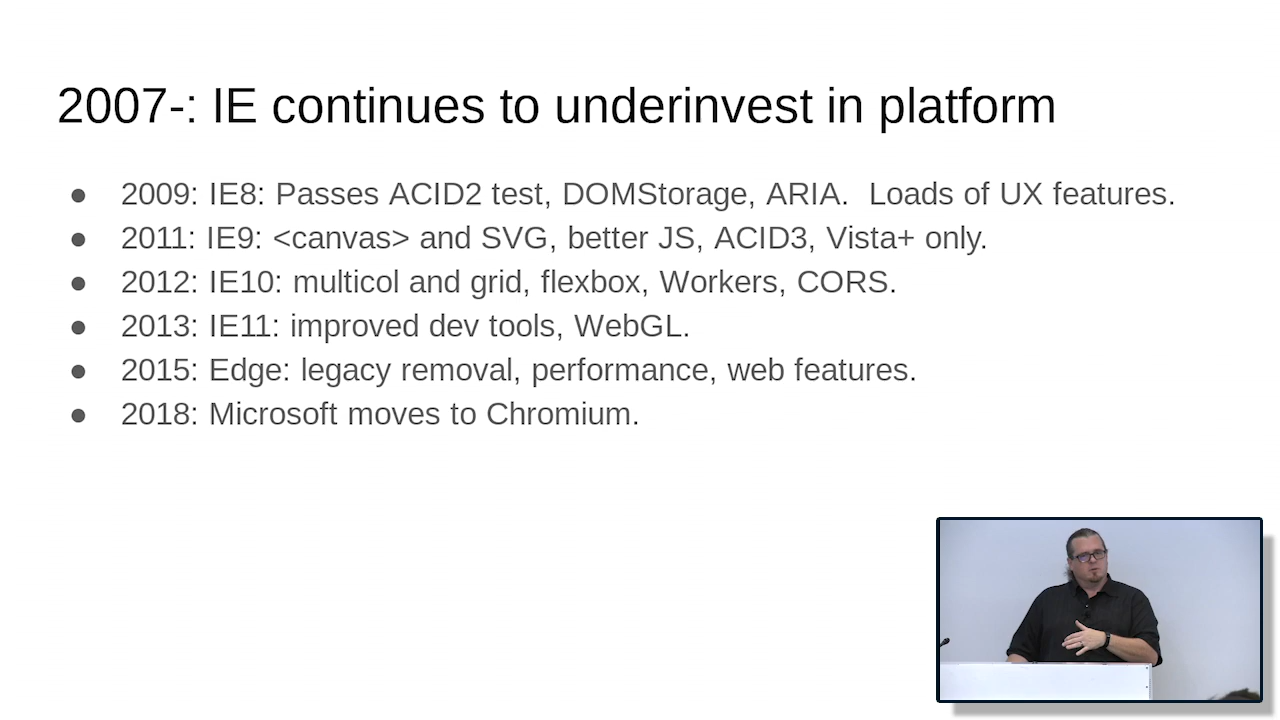 2007-: IE continues to underinvest in platform
● 2009: IE8: Passes ACID2 test, DOMStorage, ARIA.  Loads of UX features.
● 2011: IE9: <canvas> and SVG, better JS, ACID3, Vista+ only.
● 2012: IE10: multicol and grid, flexbox, Workers, CORS.
● 2013: IE11: improved dev tools, WebGL.
● 2015: Edge: legacy removal, performance, web features.
● 2018: Microsoft moves to Chromium.